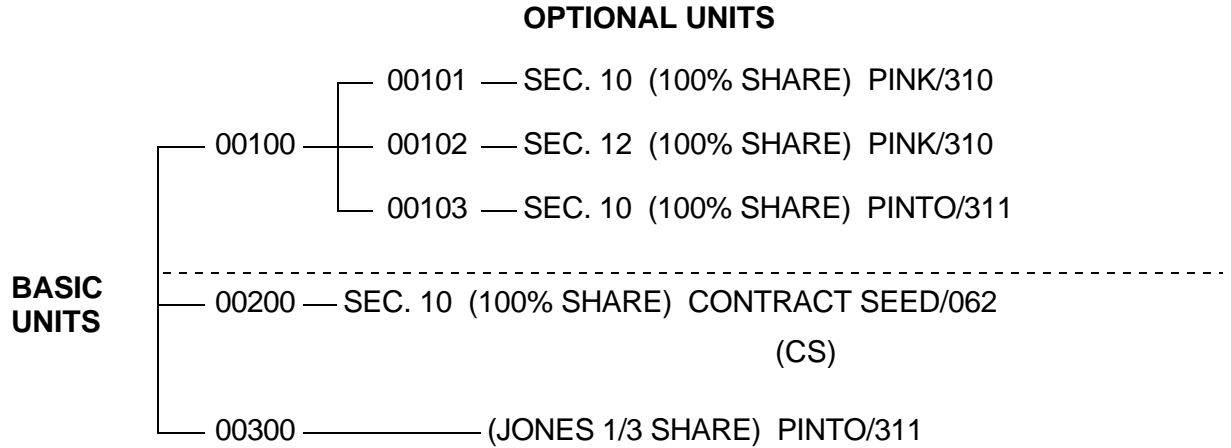 OPTIONAL UNITS
00101 SEC. 10 (100% SHARE) PINK/310
00100 00102 SEC. 12 (100% SHARE) PINK/310
00103 SEC. 10 (100% SHARE) PINTO/311
BASIC UNITS
00200 SEC. 10 (100% SHARE) CONTRACT SEED/062
(CS)
00300 (JONES 1/3 SHARE) PINTO/311